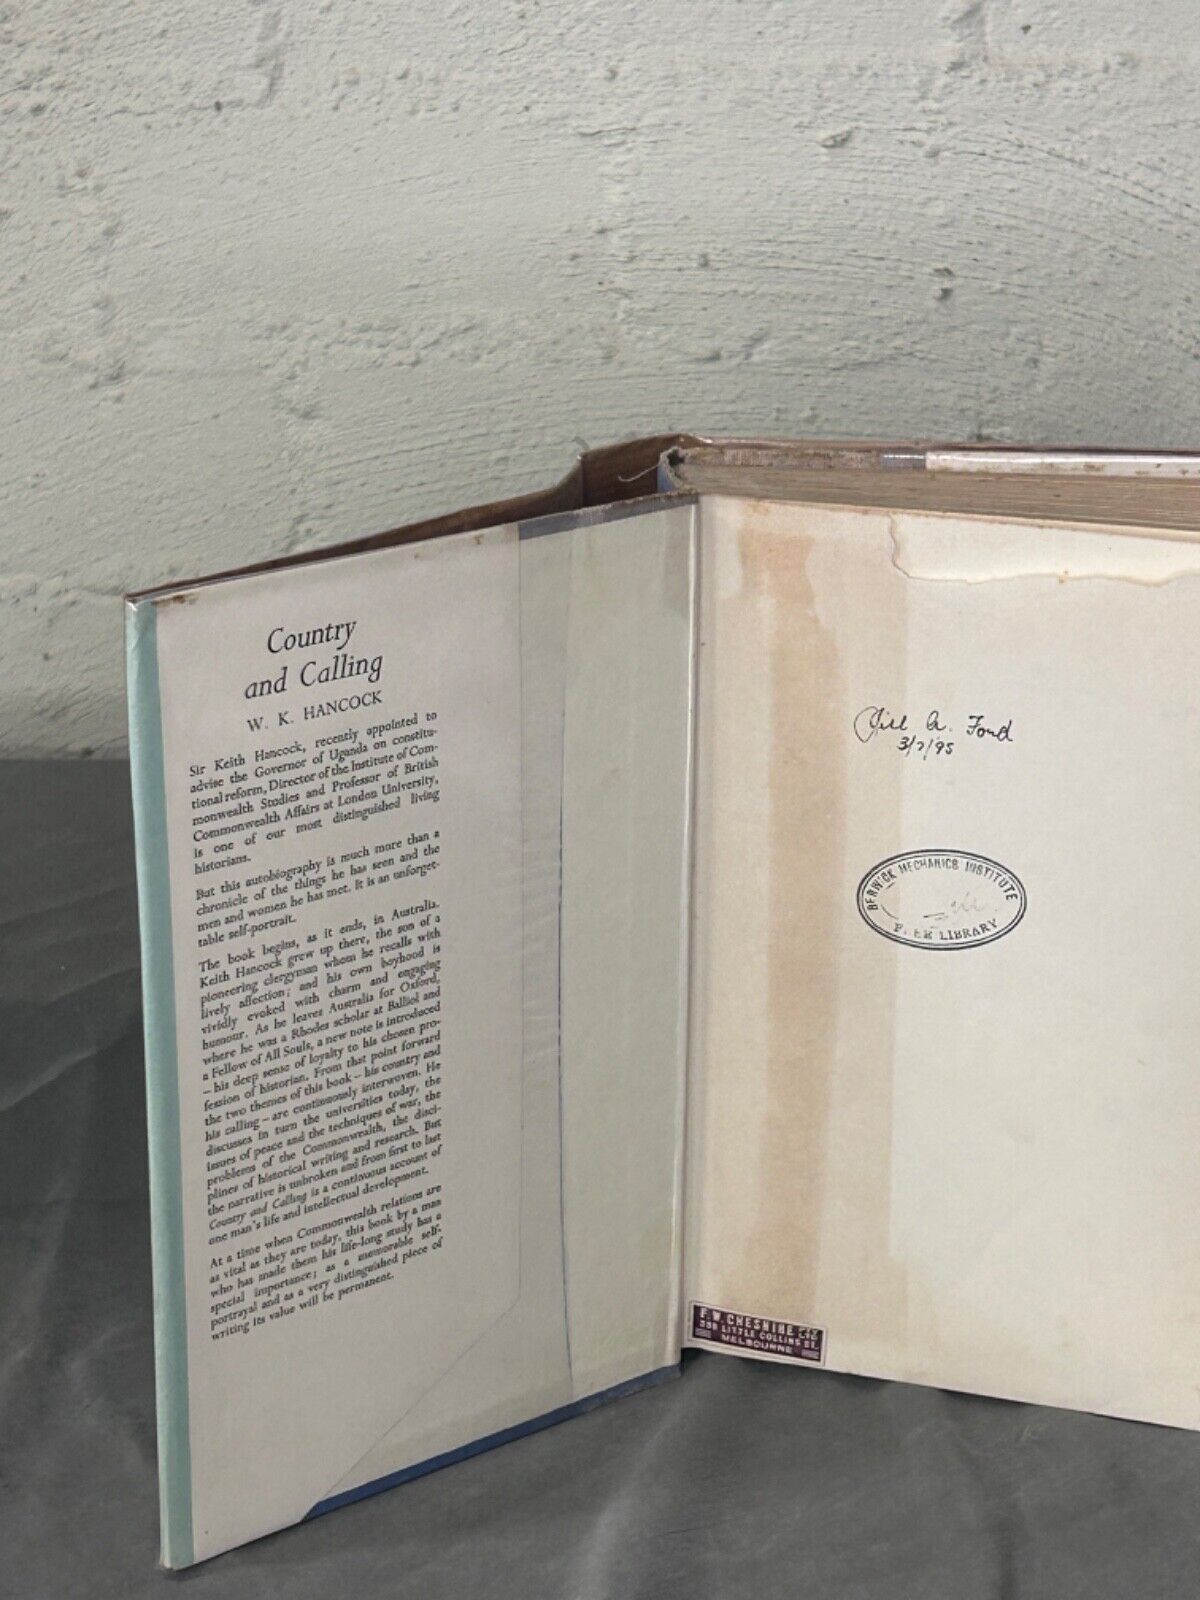 Country
and Calling
W. K. HANCOCK
Sir Keith Hancock, recently appointed to
advise the Governor of Uganda on constitu-
tional reform, Director of the Institute of Com-
monwealth Studies and Professor of British
Commonwealth Affairs at London University,
is one of our most distinguished living
historians.
But this autobiography is much more than a
chronicle of the things he has seen and the
men and women he has met. It is an unforget-
table self-portrait.
The book begins, as it ends, in Australia.
Keith Hancock grew up there, the son of a
pioneering clergyman whom he recalls with
lively affection; and his own boyhood is
vividly evoked with charm and engaging
humour. As he leaves Australia for Oxford,
where he was a Rhodes scholar at Balliol and
a Fellow of All Souls, a new note is introduced
– his deep sense of loyalty to his chosen pro-
fession of historian. From that point forward
the two themes of this book – his country and
his calling – are continuously interwoven. He
discusses in turn the universities today, the
issues of peace and the techniques of war, the
problems of the Commonwealth, the disci-
plines of historical writing and research. But
the narrative is unbroken and from first to last
Country and Calling is a continuous account of
one man's life and intellectual development.
At a time when Commonwealth relations are
as vital as they are today, this book by a man
who has made them his life-long study has a
special importance; as a memorable self-
portrayal and as a very distinguished piece of
writing its value will be permanent.
Jill A. Ford
3/7/95
BERWICK MECHANICS INSTITUTE
LIBRARY
F. W. CHESHIRE PTY. LTD.
338 LITTLE COLLINS ST.
MELBOURNE